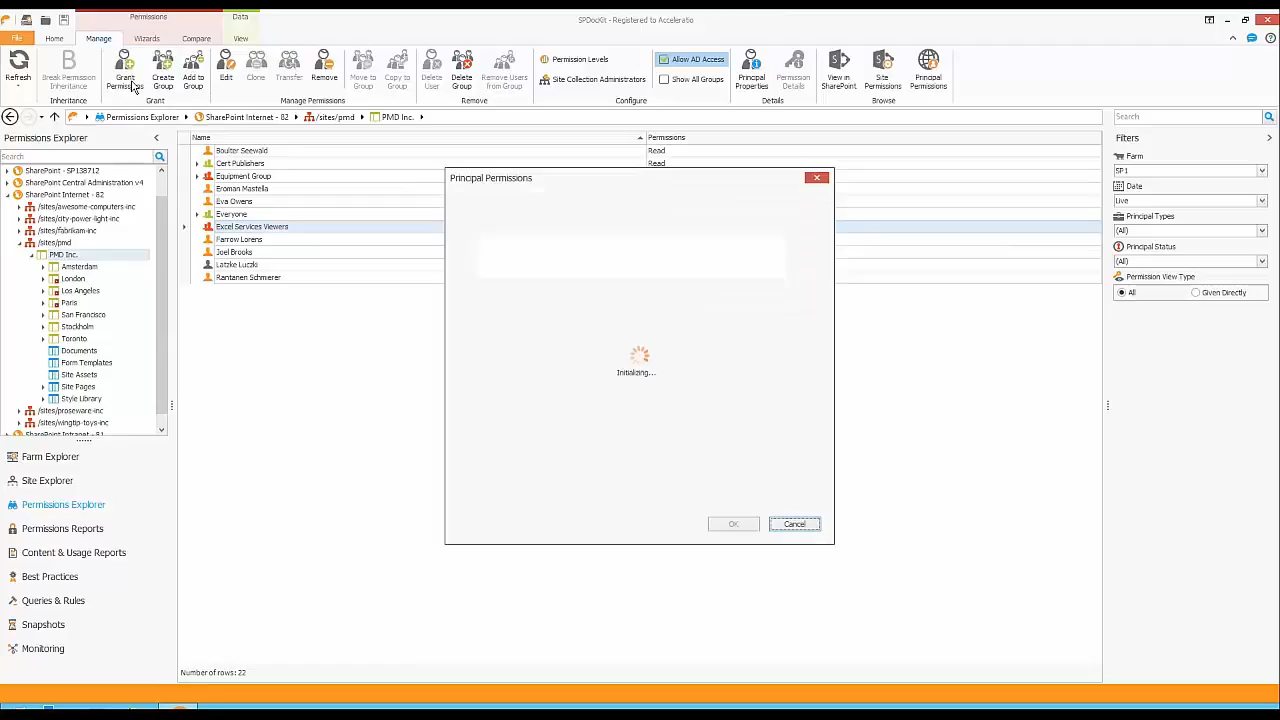 Permissions
Data
SPDocKit - Registered to Acceleratio
File
Home
Manage
Wizards
Compare
View
Refresh
Break Permission Inheritance
Grant Permissions
Create Group
Add to Group
Edit
Clone
Transfer
Remove
Move to Group
Copy to Group
Delete User
Delete Group
Remove Users from Group
Permission Levels
Site Collection Administrators
Allow AD Access
Show All Groups
Principal Properties
Permission Details
View in SharePoint
Site Permissions
Principal Permissions
Inheritance
Grant
Manage Permissions
Remove
Configure
Details
Browse
Permissions Explorer
SharePoint Internet - 82
/sites/pmd
PMD Inc.
Search
Permissions Explorer
Search
SharePoint - SP138712
SharePoint Central Administration v4
SharePoint Internet - 82
/sites/awesome-computers-inc
/sites/city-power-light-inc
/sites/fabrikam-inc
/sites/pmd
PMD Inc.
Amsterdam
London
Los Angeles
Paris
San Francisco
Stockholm
Toronto
Documents
Form Templates
Site Assets
Site Pages
Style Library
/sites/proseware-inc
/sites/wingtip-toys-inc
SharePoint Intranet - 81
Farm Explorer
Site Explorer
Permissions Explorer
Permissions Reports
Content & Usage Reports
Best Practices
Queries & Rules
Snapshots
Monitoring
Name
Permissions
Boulter Seewald
Read
Cert Publishers
Read
Equipment Group
Eroman Mastella
Eva Owens
Everyone
Excel Services Viewers
Farrow Lorens
Joel Brooks
Latzke Luczki
Rantanen Schmierer
Number of rows: 22
Principal Permissions
Initializing...
OK
Cancel
Filters
Farm
SP1
Date
Live
Principal Types
(All)
Principal Status
(All)
Permission View Type
All
Given Directly